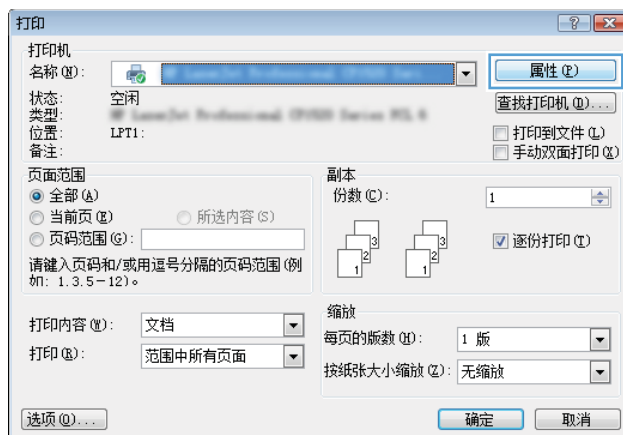 打印
打印机
名称(N):
属性(P)
状态: 空闲
类型:
查找打印机(D)...
位置: LPT1:
打印到文件(L)
备注:
手动双面打印(X)
页面范围
全部(A)
当前页(E) 所选内容(S)
页码范围(G):
请键入页码和/或用逗号分隔的页码范围(例
如: 1.3.5-12)。
副本
份数(C): 1
逐份打印(T)
1 2 3 1 2 3
打印内容(W): 文档
打印(R): 范围中所有页面
缩放
每页的版数(H): 1 版
按纸张大小缩放(Z): 无缩放
选项(O)...
确定 取消